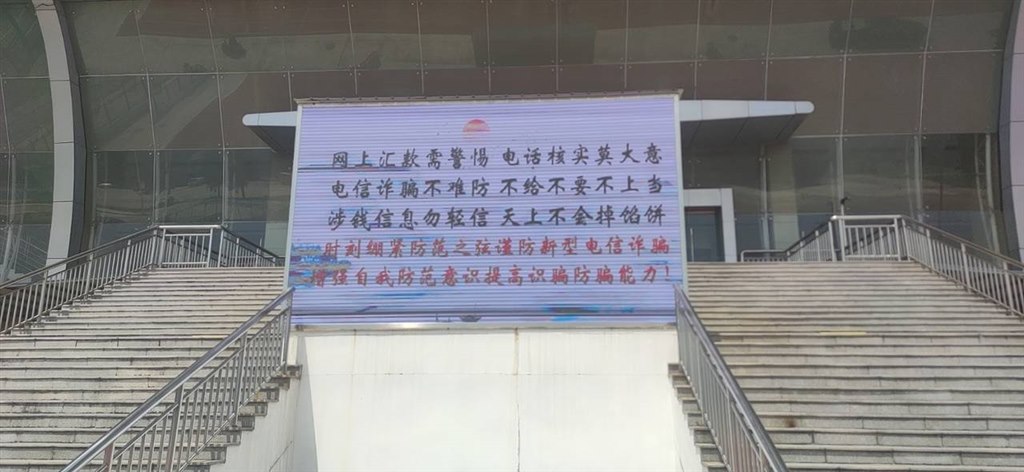 网上汇款需警惕 电话核实莫大意
电信诈骗不难防 不给不要不上当
涉钱信息勿轻信 天上不会掉馅饼
时刻绷紧防范之弦谨防新型电信诈骗
增强自我防范意识提高识骗防骗能力！